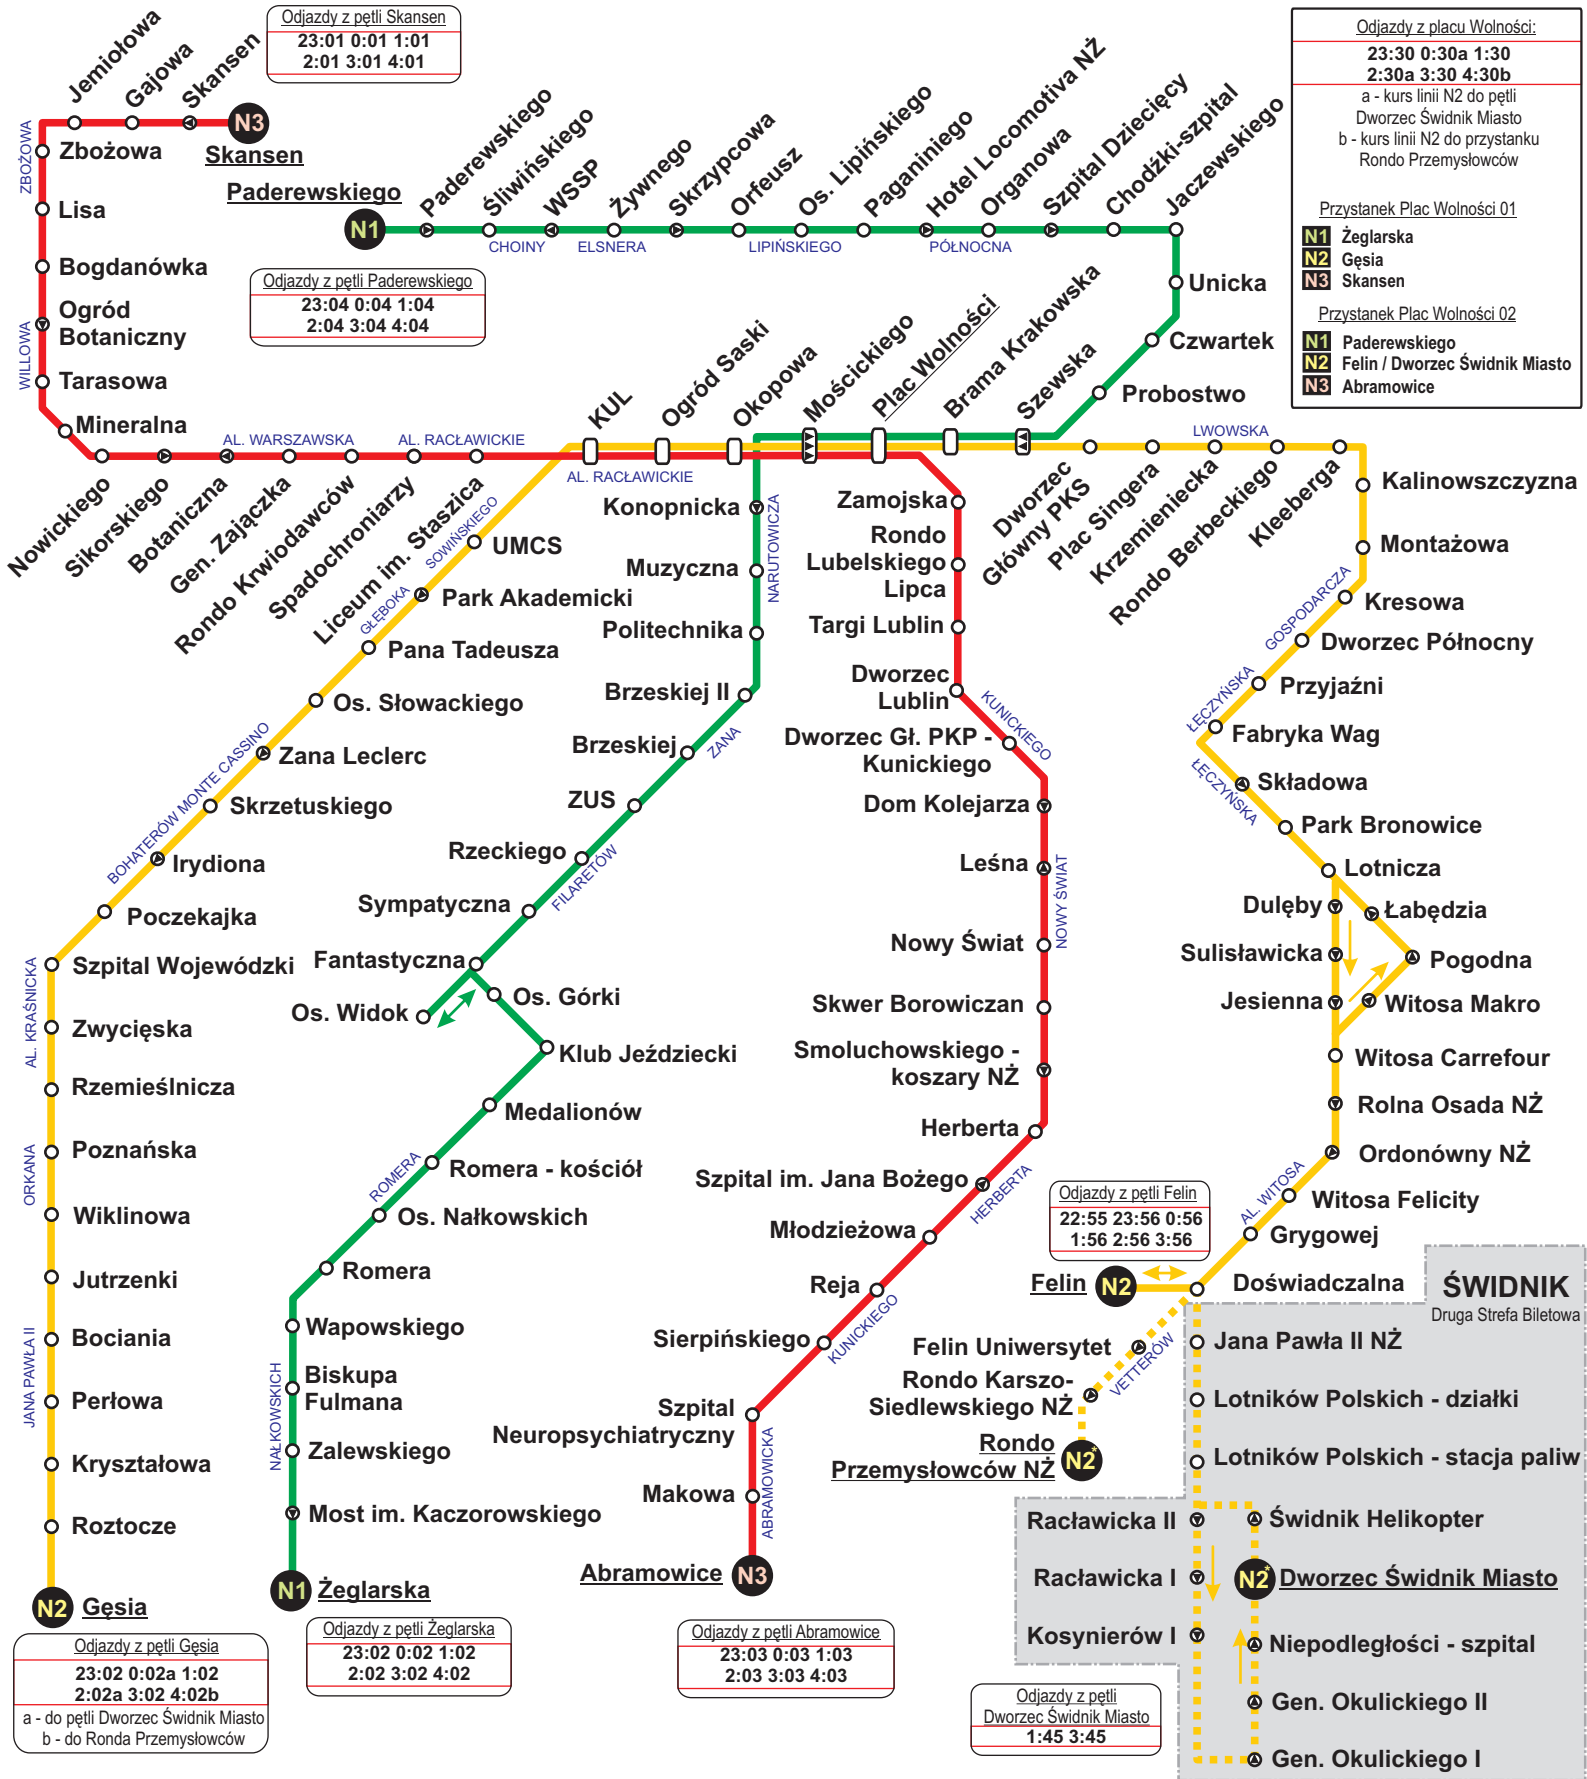 Odjazdy z pętli Skansen
23:01 0:01 1:01
2:01 3:01 4:01
Odjazdy z placu Wolności:
23:30 0:30a 1:30
2:30a 3:30 4:30b
a - kurs linii N2 do pętli
Dworzec Świdnik Miasto
b - kurs linii N2 do przystanku
Rondo Przemysłowców
Przystanek Plac Wolności 01
N1 Żeglarska
N2 Gęsia
N3 Skansen
Przystanek Plac Wolności 02
N1 Paderewskiego
N2 Felin / Dworzec Świdnik Miasto
N3 Abramowice
Jemiołowa
Gajowa
Skansen
N3
Skansen
ZBOŻOWA
Zbożowa
Lisa
Bogdanówka
Ogród
Botaniczny
WILLOWA
Tarasowa
Mineralna
AL. WARSZAWSKA
AL. RACŁAWICKIE
Nowickiego
Sikorskiego
Botaniczna
Gen. Zajączka
Rondo Krwiodawców
Spadochroniarzy
Liceum im. Staszica
Paderewskiego
N1
Paderewskiego
Śliwińskiego
WSSP
Żywnego
Skrzypcowa
Orfeusz
Os. Lipińskiego
Paganiniego
Hotel Locomotiva NŻ
Organowa
Szpital Dziecięcy
Chodźki-szpital
Jaczewskiego
CHOINY
ELSNERA
LIPIŃSKIEGO
PÓŁNOCNA
Unicka
Czwartek
Probostwo
Odjazdy z pętli Paderewskiego
23:04 0:04 1:04
2:04 3:04 4:04
KUL
Ogród Saski
Okopowa
Mościckiego
Plac Wolności
Brama Krakowska
Szewska
AL. RACŁAWICKIE
LWOWSKA
Dworzec
Główny PKS
Plac Singera
Krzemieniecka
Rondo Berbeckiego
Kleeberga
Kalinowszczyzna
Montażowa
Kresowa
GOSPODARCZA
Dworzec Północny
Przyjaźni
ŁĘCZYŃSKA
Fabryka Wag
ŁĘCZYŃSKA
Składowa
Park Bronowice
Lotnicza
Dulęby
Łabędzia
Sulisławicka
Pogodna
Jesienna
Witosa Makro
Witosa Carrefour
Rolna Osada NŻ
Ordonówny NŻ
AL. WITOSA
Witosa Felicity
Grygowej
Doświadczalna
Odjazdy z pętli Felin
22:55 23:56 0:56
1:56 2:56 3:56
Felin
N2
Felin Uniwersytet
VETTERÓW
Rondo Karszo-
Siedlewskiego NŻ
Rondo
Przemysłowców NŻ
N2*
ŚWIDNIK
Druga Strefa Biletowa
Jana Pawła II NŻ
Lotników Polskich - działki
Lotników Polskich - stacja paliw
Racławicka II
Świdnik Helikopter
Racławicka I
N2*
Dworzec Świdnik Miasto
Kosynierów I
Niepodległości - szpital
Gen. Okulickiego II
Gen. Okulickiego I
Odjazdy z pętli
Dworzec Świdnik Miasto
1:45 3:45
SOWIŃSKIEGO
UMCS
GŁĘBOKA
Park Akademicki
Pana Tadeusza
Os. Słowackiego
BOHATERÓW MONTE CASSINO
Zana Leclerc
Skrzetuskiego
Irydiona
Poczekajka
Szpital Wojewódzki
AL. KRAŚNICKA
Zwycięska
Rzemieślnicza
ORKANA
Poznańska
Wiklinowa
Jutrzenki
JANA PAWŁA II
Bociania
Perłowa
Kryształowa
Roztocze
N2
Gęsia
Odjazdy z pętli Gęsia
23:02 0:02a 1:02
2:02a 3:02 4:02b
a - do pętli Dworzec Świdnik Miasto
b - do Ronda Przemysłowców
Konopnicka
NARUTOWICZA
Muzyczna
Politechnika
Brzeskiej II
ZANA
Brzeskiej
ZUS
Rzeckiego
FILARETÓW
Sympatyczna
Fantastyczna
Os. Widok
Os. Górki
Klub Jeździecki
Medalionów
ROMERA
Romera - kościół
Os. Nałkowskich
Romera
Wapowskiego
Biskupa
Fulmana
NAŁKOWSKICH
Zalewskiego
Most im. Kaczorowskiego
N1
Żeglarska
Odjazdy z pętli Żeglarska
23:02 0:02 1:02
2:02 3:02 4:02
Zamojska
Rondo
Lubelskiego
Lipca
Targi Lublin
Dworzec
Lublin
KUNICKIEGO
Dworzec Gł. PKP -
Kunickiego
Dom Kolejarza
Leśna
NOWY ŚWIAT
Nowy Świat
Skwer Borowiczan
Smoluchowskiego -
koszary NŻ
Herberta
HERBERTA
Szpital im. Jana Bożego
Młodzieżowa
Reja
KUNICKIEGO
Sierpińskiego
Szpital
Neuropsychiatryczny
ABRAMOWICKA
Makowa
Abramowice
N3
Odjazdy z pętli Abramowice
23:03 0:03 1:03
2:03 3:03 4:03